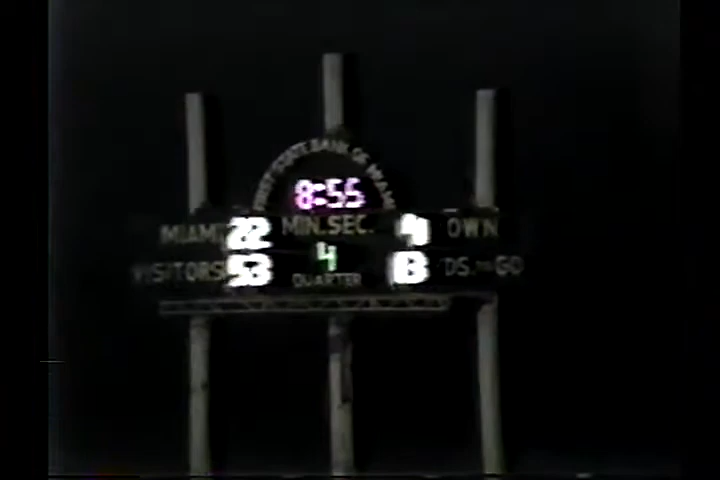 FIRST STATE BANK OF MIAMI
8:55
MIAMI 22 MIN. SEC. 4 OWN
VISITORS 53 4 13 DS. TO GO
QUARTER